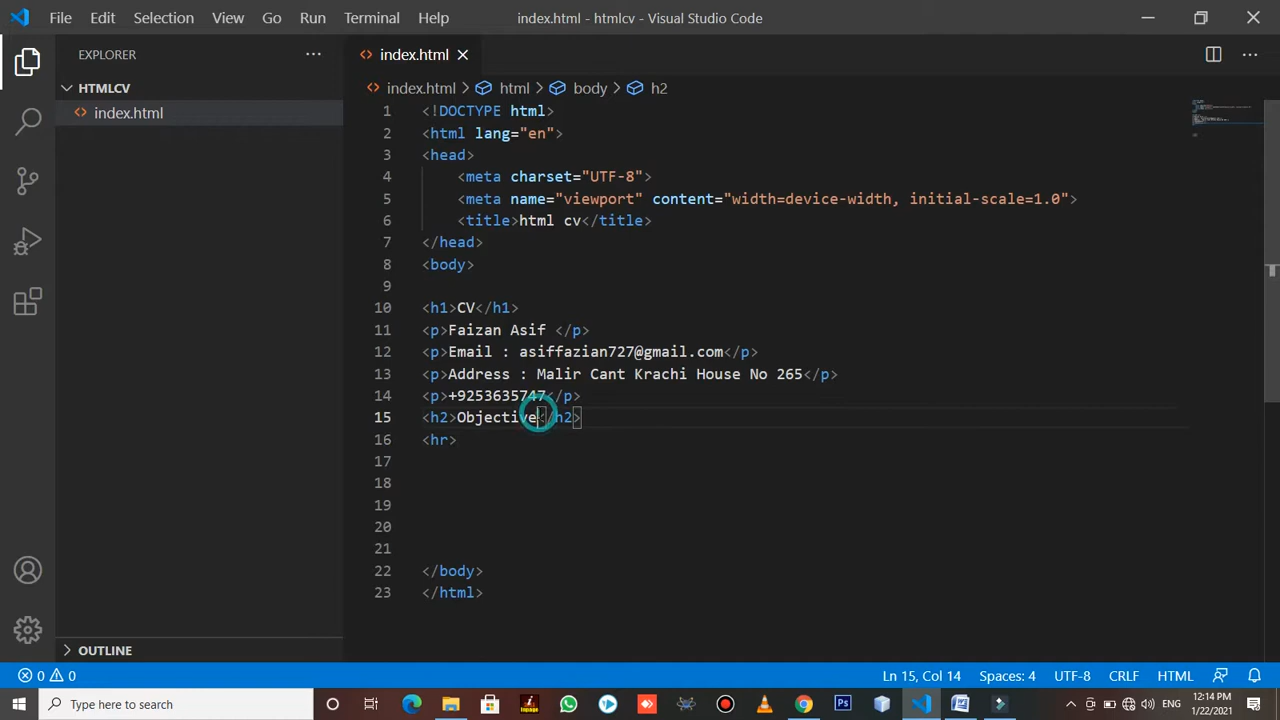 File Edit Selection View Go Run Terminal Help index.html - htmlcv - Visual Studio Code
EXPLORER
HTMLCV
index.html
OUTLINE
index.html
index.html > html > body > h2
1 <!DOCTYPE html>
2 <html lang="en">
3 <head>
4 <meta charset="UTF-8">
5 <meta name="viewport" content="width=device-width, initial-scale=1.0">
6 <title>html cv</title>
7 </head>
8 <body>
9
10 <h1>CV</h1>
11 <p>Faizan Asif </p>
12 <p>Email : asiffazian727@gmail.com</p>
13 <p>Address : Malir Cant Krachi House No 265</p>
14 <p>+9253635747</p>
15 <h2>Objective</h2>
16 <hr>
17
18
19
20
21
22 </body>
23 </html>
0 0 Ln 15, Col 14 Spaces: 4 UTF-8 CRLF HTML
Type here to search ENG 12:14 PM
1/22/2021